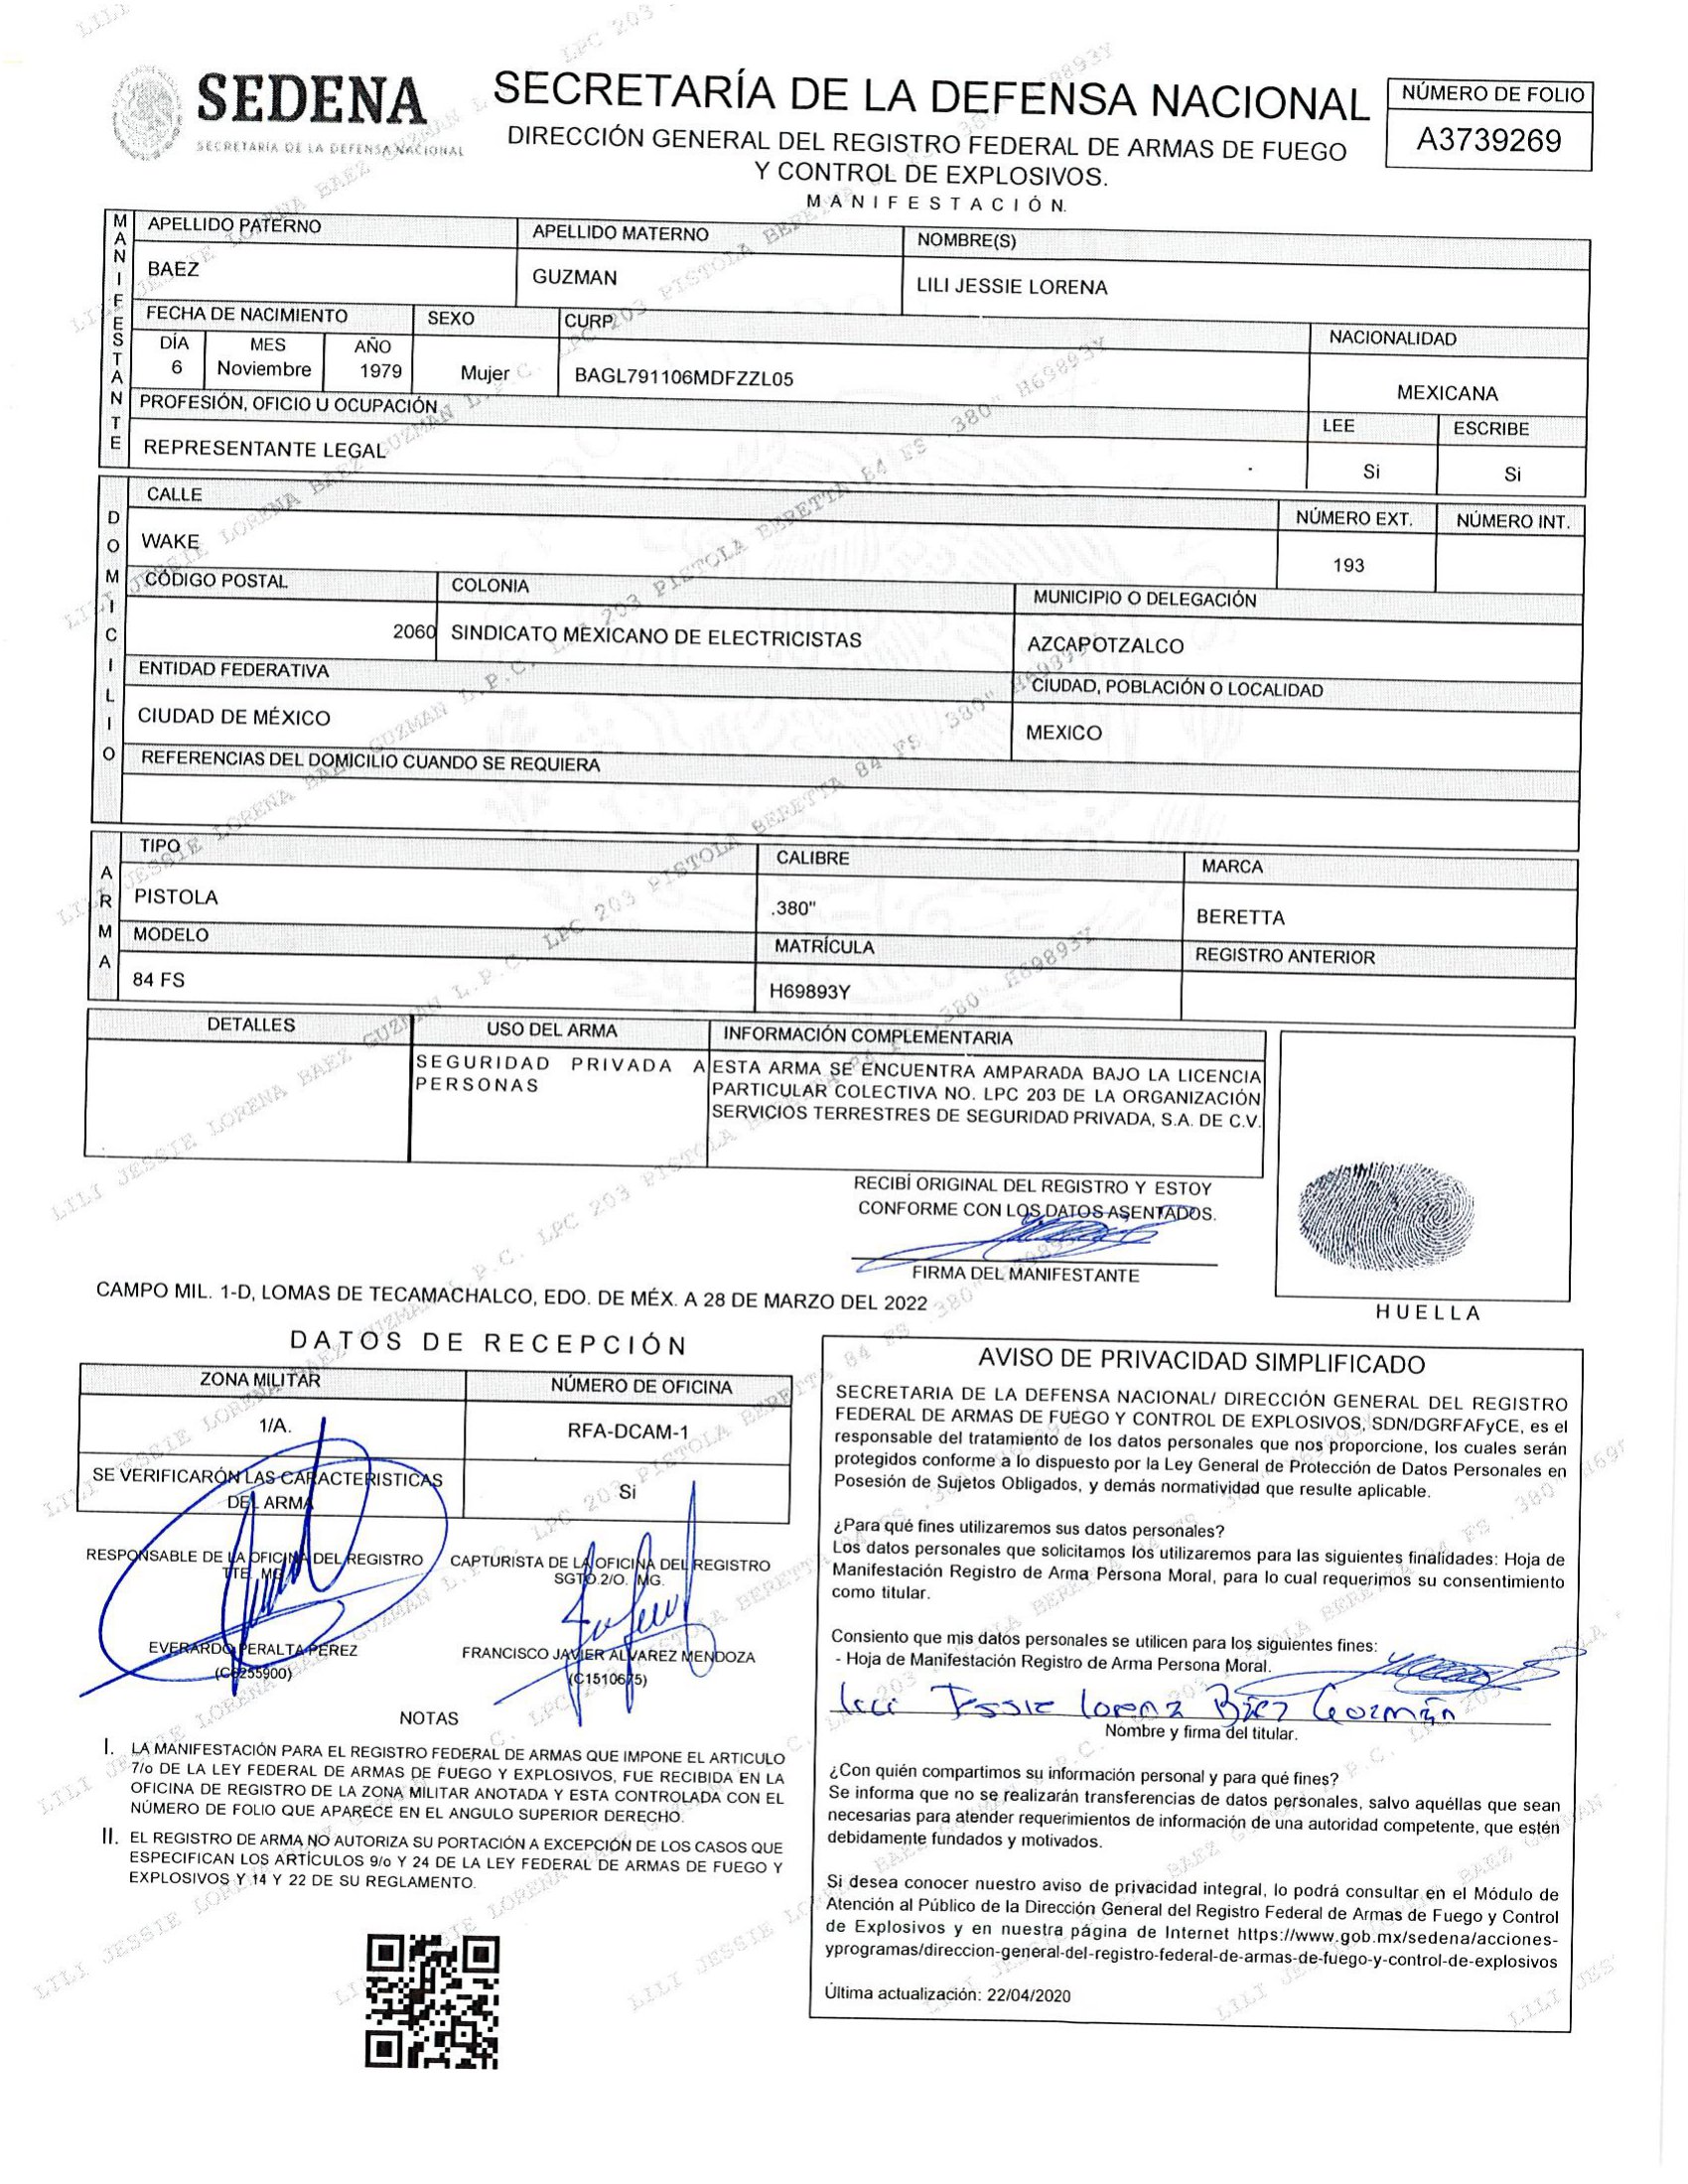 SEDENA
SECRETARÍA DE LA DEFENSA NACIONAL
SECRETARÍA DE LA DEFENSA NACIONAL
DIRECCIÓN GENERAL DEL REGISTRO FEDERAL DE ARMAS DE FUEGO
Y CONTROL DE EXPLOSIVOS.
MANIFESTACIÓN.
NÚMERO DE FOLIO
A3739269
MANIFESTANTE
APELLIDO PATERNO APELLIDO MATERNO NOMBRE(S)
BAEZ GUZMAN LILI JESSIE LORENA
FECHA DE NACIMIENTO SEXO CURP NACIONALIDAD
DÍA MES AÑO
6 Noviembre 1979 Mujer BAGL791106MDFZZL05 MEXICANA
PROFESIÓN, OFICIO U OCUPACIÓN LEE ESCRIBE
REPRESENTANTE LEGAL Si Si
DOMICILIO
CALLE NÚMERO EXT. NÚMERO INT.
WAKE 193
CÓDIGO POSTAL COLONIA MUNICIPIO O DELEGACIÓN
2060 SINDICATO MEXICANO DE ELECTRICISTAS AZCAPOTZALCO
ENTIDAD FEDERATIVA CIUDAD, POBLACIÓN O LOCALIDAD
CIUDAD DE MÉXICO MEXICO
REFERENCIAS DEL DOMICILIO CUANDO SE REQUIERA
ARMA
TIPO CALIBRE MARCA
PISTOLA .380" BERETTA
MODELO MATRÍCULA REGISTRO ANTERIOR
84 FS H69893Y
DETALLES USO DEL ARMA INFORMACIÓN COMPLEMENTARIA
SEGURIDAD PRIVADA A
PERSONAS
ESTA ARMA SE ENCUENTRA AMPARADA BAJO LA LICENCIA
PARTICULAR COLECTIVA NO. LPC 203 DE LA ORGANIZACIÓN
SERVICIOS TERRESTRES DE SEGURIDAD PRIVADA, S.A. DE C.V.
RECIBÍ ORIGINAL DEL REGISTRO Y ESTOY
CONFORME CON LOS DATOS ASENTADOS.
FIRMA DEL MANIFESTANTE
HUELLA
CAMPO MIL. 1-D, LOMAS DE TECAMACHALCO, EDO. DE MÉX. A 28 DE MARZO DEL 2022
DATOS DE RECEPCIÓN
ZONA MILITAR NÚMERO DE OFICINA
1/A. RFA-DCAM-1
SE VERIFICARÓN LAS CARACTERISTICAS
DEL ARMA
Si
RESPONSABLE DE LA OFICINA DEL REGISTRO
TTE. MG.
EVERARDO PERALTA PEREZ
(C6255900)
CAPTURISTA DE LA OFICINA DEL REGISTRO
SGTO.2/O. MG.
FRANCISCO JAVIER ALVAREZ MENDOZA
(C1510675)
NOTAS
I. LA MANIFESTACIÓN PARA EL REGISTRO FEDERAL DE ARMAS QUE IMPONE EL ARTICULO
7/o DE LA LEY FEDERAL DE ARMAS DE FUEGO Y EXPLOSIVOS, FUE RECIBIDA EN LA
OFICINA DE REGISTRO DE LA ZONA MILITAR ANOTADA Y ESTA CONTROLADA CON EL
NÚMERO DE FOLIO QUE APARECE EN EL ANGULO SUPERIOR DERECHO.
II. EL REGISTRO DE ARMA NO AUTORIZA SU PORTACIÓN A EXCEPCIÓN DE LOS CASOS QUE
ESPECIFICAN LOS ARTÍCULOS 9/o Y 24 DE LA LEY FEDERAL DE ARMAS DE FUEGO Y
EXPLOSIVOS Y 14 Y 22 DE SU REGLAMENTO.
AVISO DE PRIVACIDAD SIMPLIFICADO
SECRETARIA DE LA DEFENSA NACIONAL/ DIRECCIÓN GENERAL DEL REGISTRO
FEDERAL DE ARMAS DE FUEGO Y CONTROL DE EXPLOSIVOS, SDN/DGRFAFyCE, es el
responsable del tratamiento de los datos personales que nos proporcione, los cuales serán
protegidos conforme a lo dispuesto por la Ley General de Protección de Datos Personales en
Posesión de Sujetos Obligados, y demás normatividad que resulte aplicable.
¿Para qué fines utilizaremos sus datos personales?
Los datos personales que solicitamos los utilizaremos para las siguientes finalidades: Hoja de
Manifestación Registro de Arma Persona Moral, para lo cual requerimos su consentimiento
como titular.
Consiento que mis datos personales se utilicen para los siguientes fines:
- Hoja de Manifestación Registro de Arma Persona Moral.
Lili Jessie Lorena Báez Guzmán
Nombre y firma del titular.
¿Con quién compartimos su información personal y para qué fines?
Se informa que no se realizarán transferencias de datos personales, salvo aquéllas que sean
necesarias para atender requerimientos de información de una autoridad competente, que estén
debidamente fundados y motivados.
Si desea conocer nuestro aviso de privacidad integral, lo podrá consultar en el Módulo de
Atención al Público de la Dirección General del Registro Federal de Armas de Fuego y Control
de Explosivos y en nuestra página de Internet https://www.gob.mx/sedena/acciones-
yprogramas/direccion-general-del-registro-federal-de-armas-de-fuego-y-control-de-explosivos
Última actualización: 22/04/2020